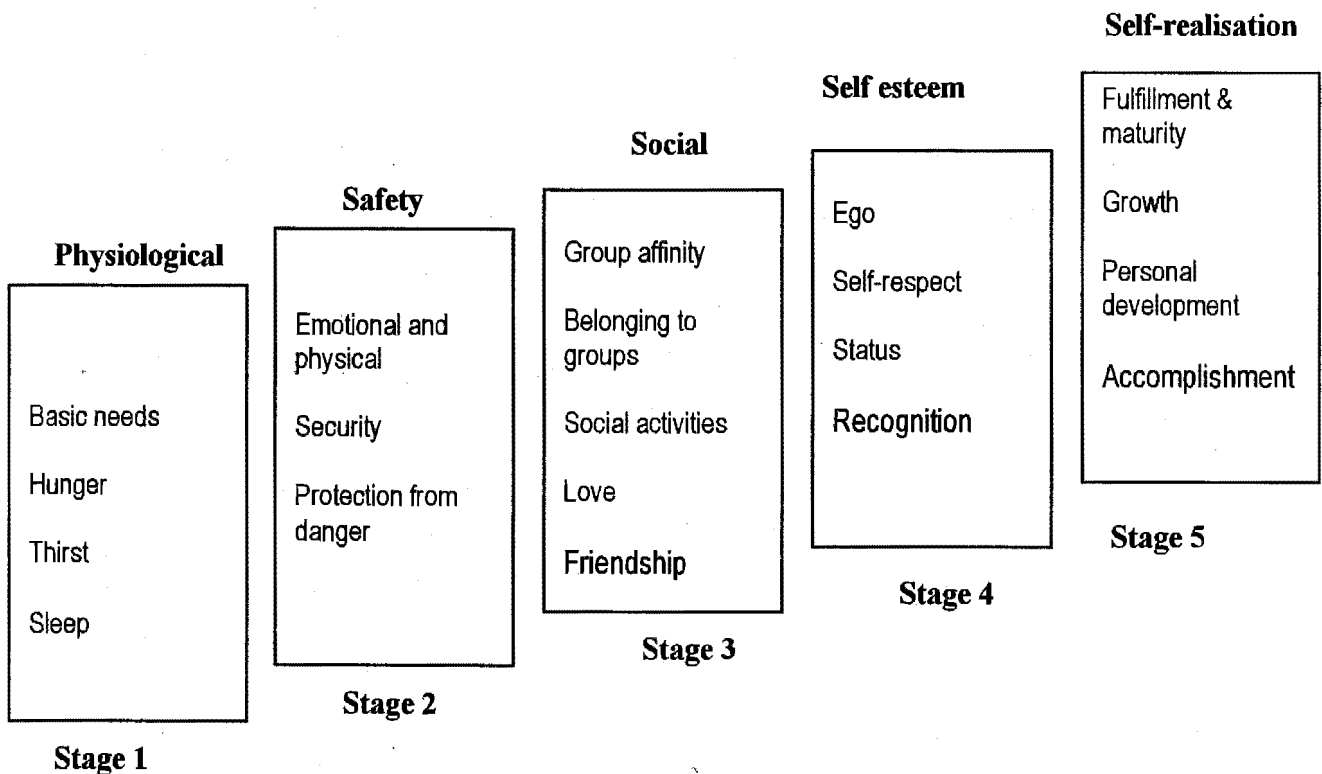 Physiological
Basic needs
Hunger
Thirst
Sleep
Stage 1
Safety
Emotional and
physical
Security
Protection from
danger
Stage 2
Social
Group affinity
Belonging to
groups
Social activities
Love
Friendship
Stage 3
Self esteem
Ego
Self-respect
Status
Recognition
Stage 4
Self-realisation
Fulfillment &
maturity
Growth
Personal
development
Accomplishment
Stage 5